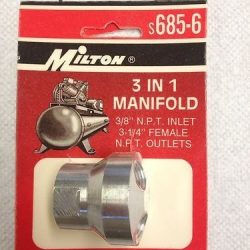 S685-6
MILTON®
3 IN 1
MANIFOLD
3/8" N.P.T. INLET
3-1/4" FEMALE
N.P.T. OUTLETS